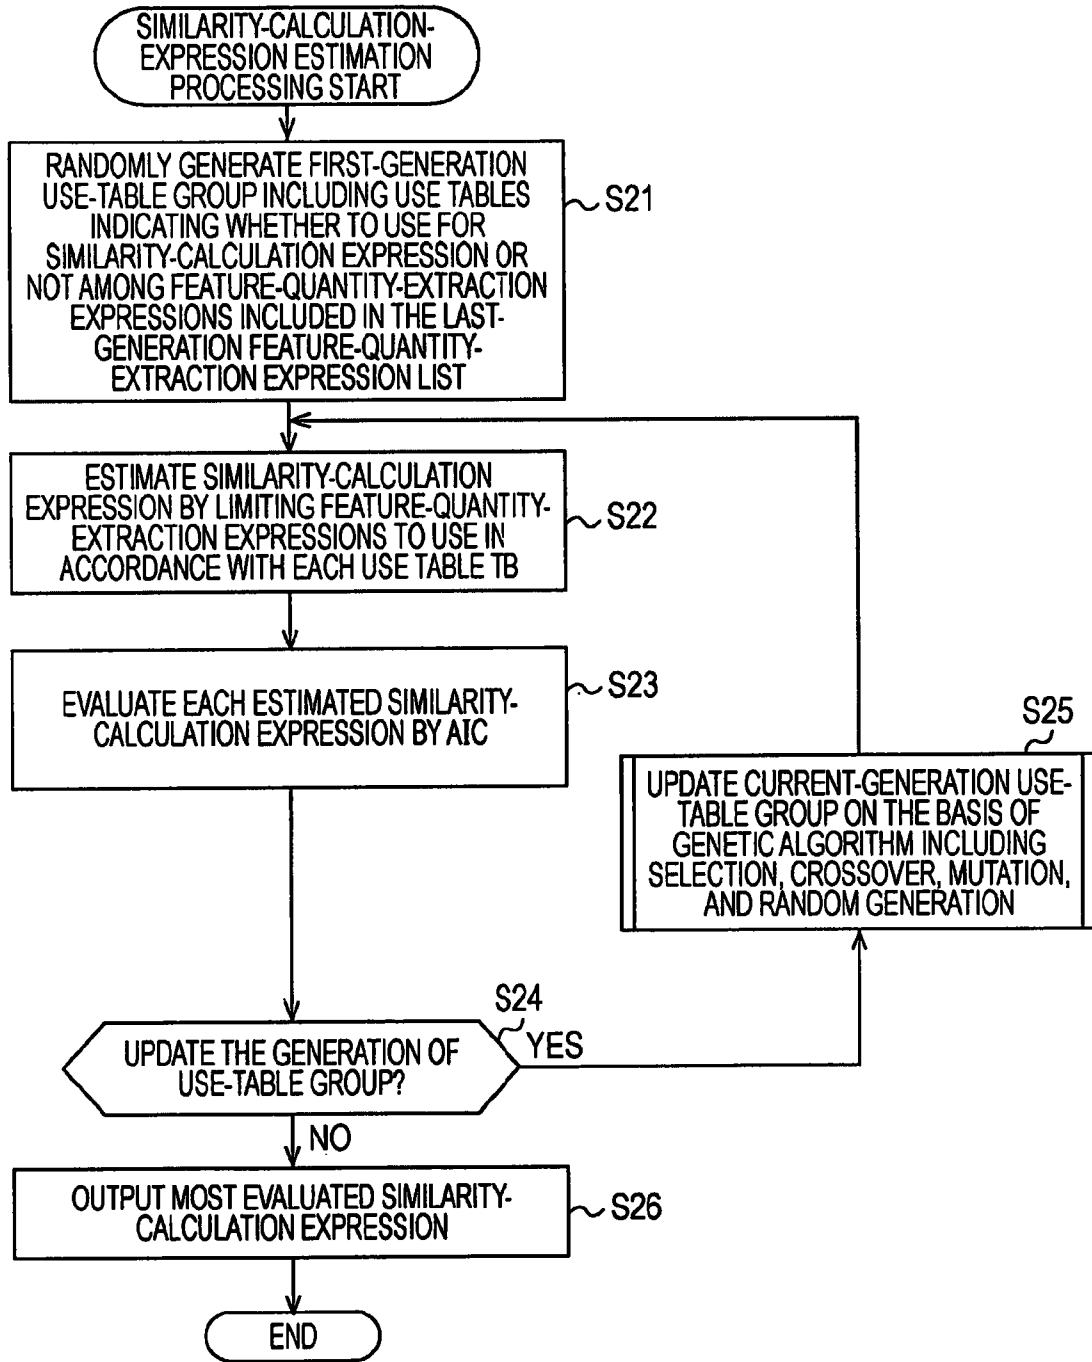 SIMILARITY-CALCULATION-
EXPRESSION ESTIMATION
PROCESSING START
RANDOMLY GENERATE FIRST-GENERATION
USE-TABLE GROUP INCLUDING USE TABLES
INDICATING WHETHER TO USE FOR
SIMILARITY-CALCULATION EXPRESSION OR
NOT AMONG FEATURE-QUANTITY-EXTRACTION
EXPRESSIONS INCLUDED IN THE LAST-
GENERATION FEATURE-QUANTITY-
EXTRACTION EXPRESSION LIST
S21
ESTIMATE SIMILARITY-CALCULATION
EXPRESSION BY LIMITING FEATURE-QUANTITY-
EXTRACTION EXPRESSIONS TO USE IN
ACCORDANCE WITH EACH USE TABLE TB
S22
EVALUATE EACH ESTIMATED SIMILARITY-
CALCULATION EXPRESSION BY AIC
S23
S25
UPDATE CURRENT-GENERATION USE-
TABLE GROUP ON THE BASIS OF
GENETIC ALGORITHM INCLUDING
SELECTION, CROSSOVER, MUTATION,
AND RANDOM GENERATION
S24
UPDATE THE GENERATION OF
USE-TABLE GROUP?
YES
NO
OUTPUT MOST EVALUATED SIMILARITY-
CALCULATION EXPRESSION
S26
END